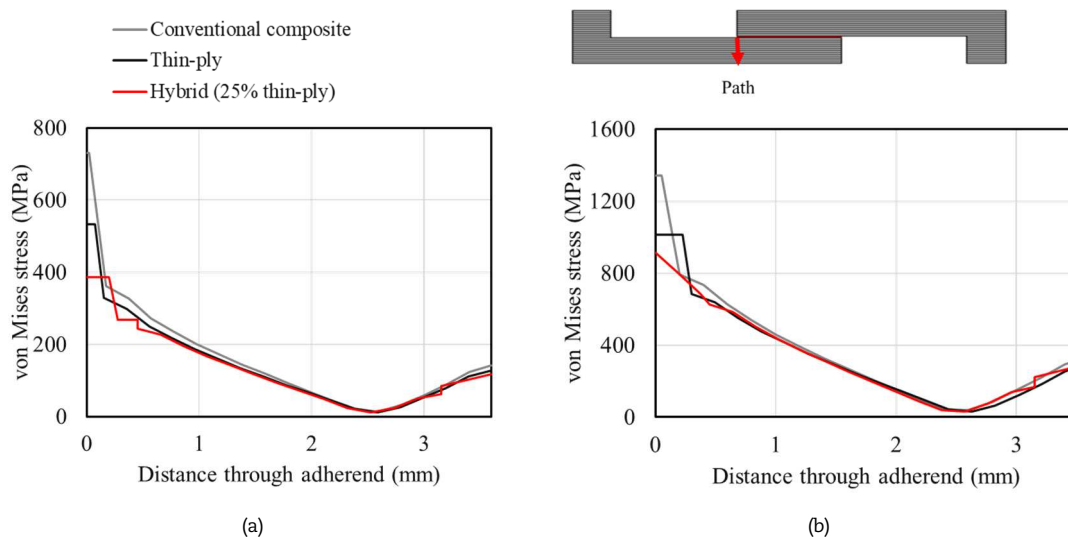 Conventional composite
Thin-ply
Hybrid (25% thin-ply)
Path
von Mises stress (MPa)
800
600
400
200
0
0
1
2
3
Distance through adherend (mm)
(a)
von Mises stress (MPa)
1600
1200
800
400
0
0
1
2
3
Distance through adherend (mm)
(b)